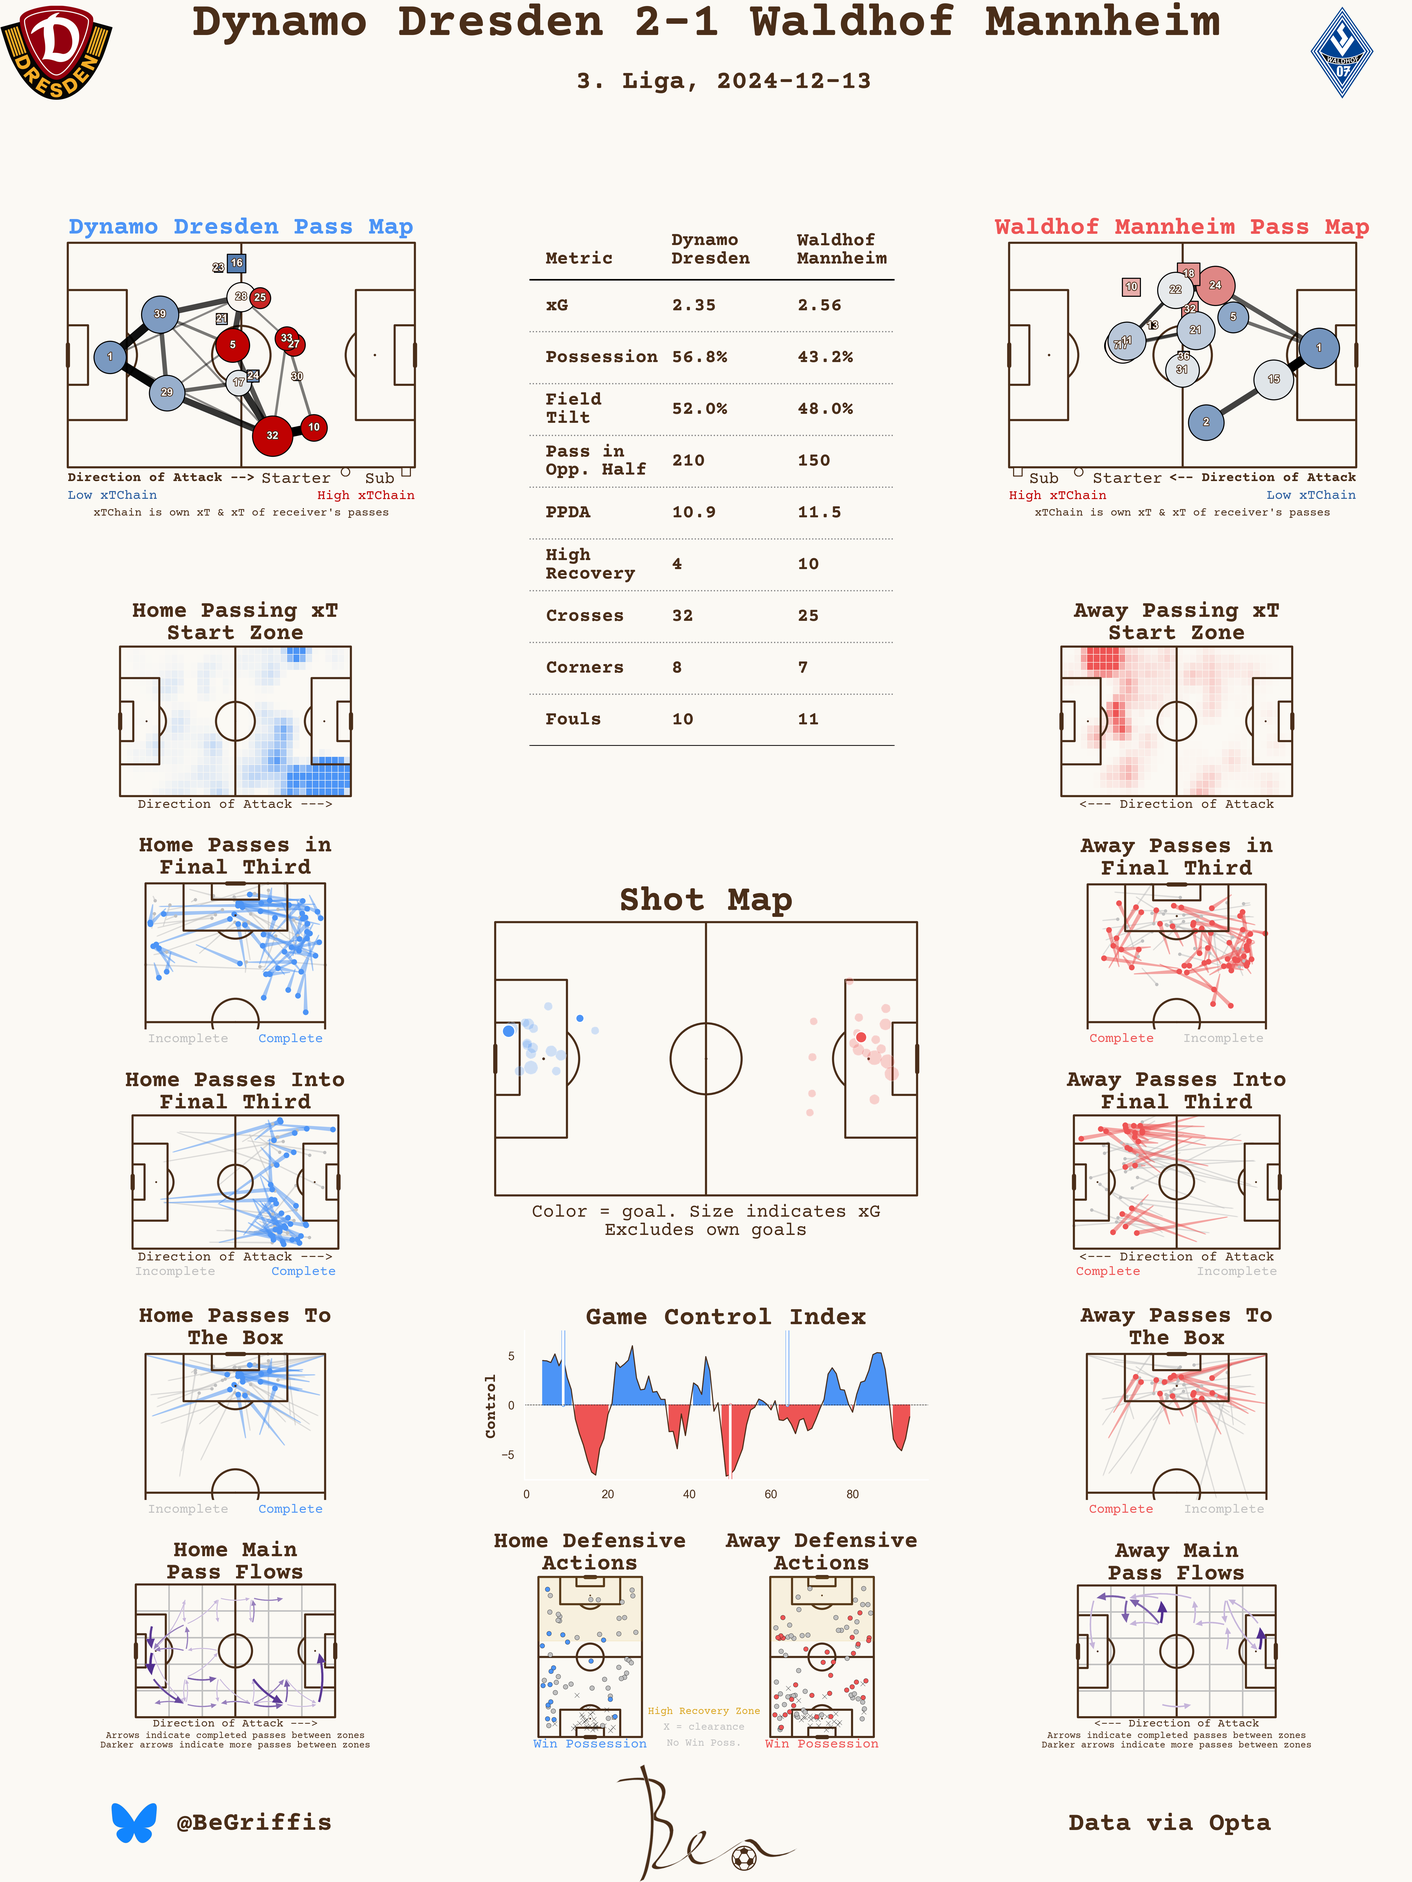 Dynamo Dresden 2-1 Waldhof Mannheim
3. Liga, 2024-12-13
DRESDEN
WALDHOF
07
Dynamo Dresden Pass Map
23
16
28
25
39
21
5
33
27
1
17
24
30
29
32
10
Direction of Attack --> Starter Sub
Low xTChain High xTChain
xTChain is own xT & xT of receiver's passes
Metric Dynamo Dresden Waldhof Mannheim
xG 2.35 2.56
Possession 56.8% 43.2%
Field Tilt 52.0% 48.0%
Pass in Opp. Half 210 150
PPDA 10.9 11.5
High Recovery 4 10
Crosses 32 25
Corners 8 7
Fouls 10 11
Waldhof Mannheim Pass Map
10
18
22
24
32
5
13
21
11
36
31
1
15
2
Sub Starter <-- Direction of Attack
High xTChain Low xTChain
xTChain is own xT & xT of receiver's passes
Home Passing xT
Start Zone
Direction of Attack --->
Away Passing xT
Start Zone
<--- Direction of Attack
Home Passes in
Final Third
Incomplete Complete
Away Passes in
Final Third
Complete Incomplete
Shot Map
Color = goal. Size indicates xG
Excludes own goals
Home Passes Into
Final Third
Direction of Attack --->
Incomplete Complete
Away Passes Into
Final Third
<--- Direction of Attack
Complete Incomplete
Home Passes To
The Box
Incomplete Complete
Game Control Index
Control
5
0
−5
0 20 40 60 80
Away Passes To
The Box
Complete Incomplete
Home Main
Pass Flows
Direction of Attack --->
Arrows indicate completed passes between zones
Darker arrows indicate more passes between zones
Home Defensive
Actions
Win Possession
Away Defensive
Actions
Win Possession
High Recovery Zone
X = clearance
No Win Poss.
Away Main
Pass Flows
<--- Direction of Attack
Arrows indicate completed passes between zones
Darker arrows indicate more passes between zones
@BeGriffis
Ben
Data via Opta